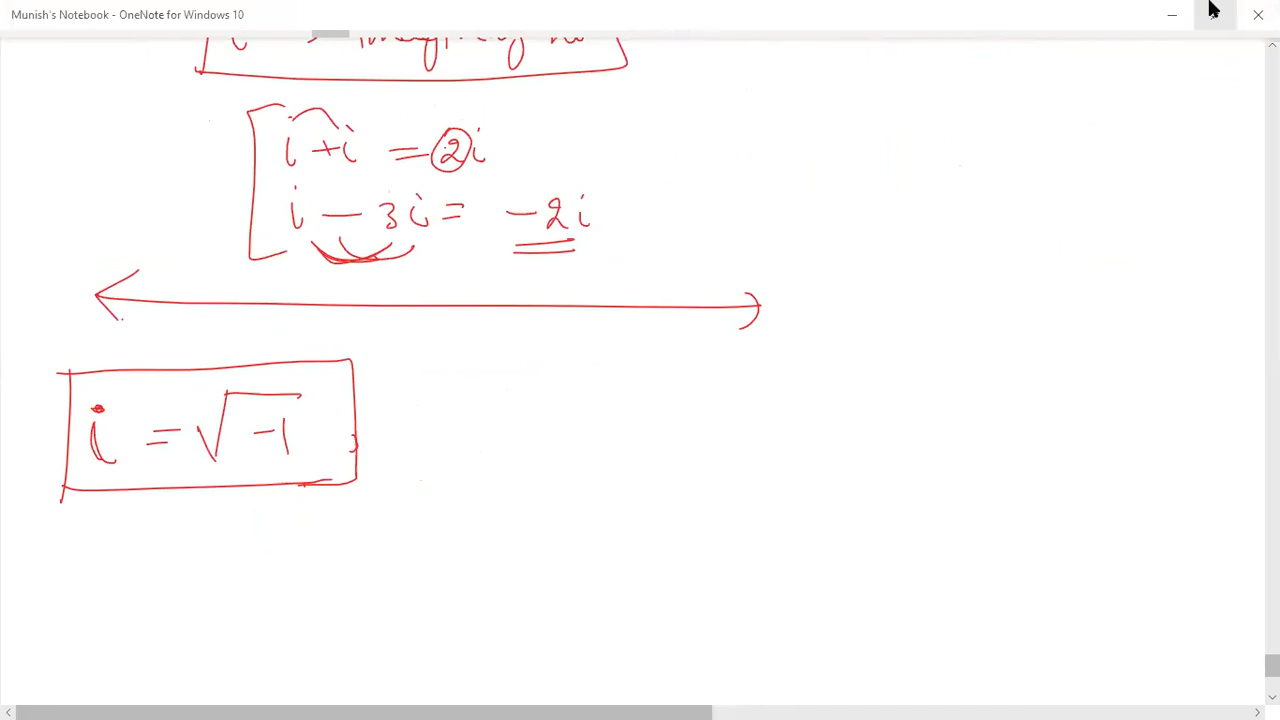 Munish's Notebook - OneNote for Windows 10
i + i = 2i
i - 3i = -2i
i = √-1